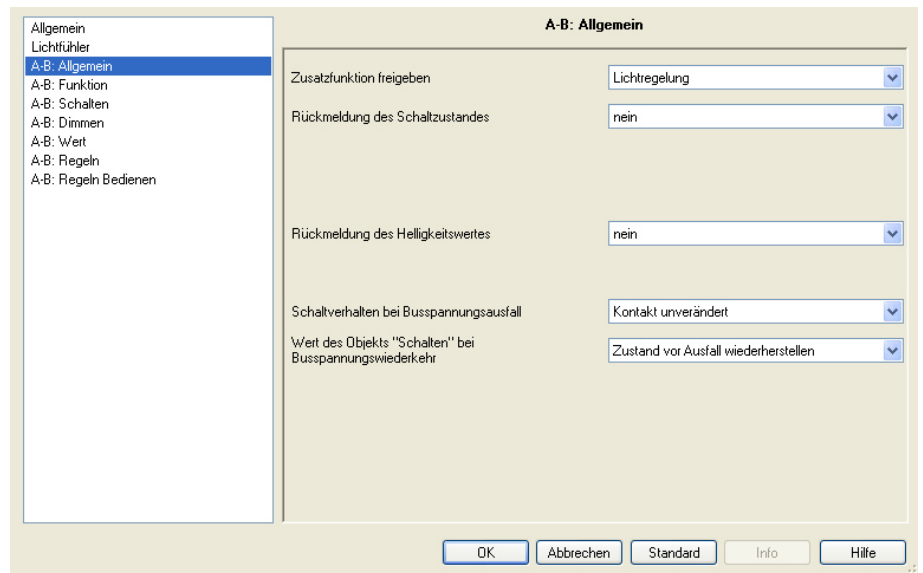 Allgemein
Lichtfühler
A-B: Allgemein
A-B: Funktion
A-B: Schalten
A-B: Dimmen
A-B: Wert
A-B: Regeln
A-B: Regeln Bedienen
A-B: Allgemein
Zusatzfunktion freigeben
Lichtregelung
Rückmeldung des Schaltzustandes
nein
Rückmeldung des Helligkeitswertes
nein
Schaltverhalten bei Busspannungsausfall
Kontakt unverändert
Wert des Objekts "Schalten" bei
Busspannungswiederkehr
Zustand vor Ausfall wiederherstellen
OK
Abbrechen
Standard
Info
Hilfe